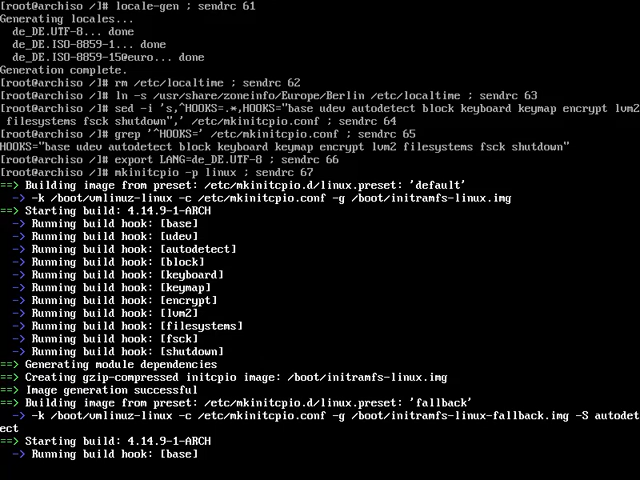 [root@archiso /]# locale-gen ; sendrc 61
Generating locales...
  de_DE.UTF-8... done
  de_DE.ISO-8859-1... done
  de_DE.ISO-8859-15@euro... done
Generation complete.
[root@archiso /]# rm /etc/localtime ; sendrc 62
[root@archiso /]# ln -s /usr/share/zoneinfo/Europe/Berlin /etc/localtime ; sendrc 63
[root@archiso /]# sed -i 's,^HOOKS=.*,HOOKS="base udev autodetect block keyboard keymap encrypt lvm2
 filesystems fsck shutdown",' /etc/mkinitcpio.conf ; sendrc 64
[root@archiso /]# grep '^HOOKS=' /etc/mkinitcpio.conf ; sendrc 65
HOOKS="base udev autodetect block keyboard keymap encrypt lvm2 filesystems fsck shutdown"
[root@archiso /]# export LANG=de_DE.UTF-8 ; sendrc 66
[root@archiso /]# mkinitcpio -p linux ; sendrc 67
==> Building image from preset: /etc/mkinitcpio.d/linux.preset: 'default'
  -> -k /boot/vmlinuz-linux -c /etc/mkinitcpio.conf -g /boot/initramfs-linux.img
==> Starting build: 4.14.9-1-ARCH
  -> Running build hook: [base]
  -> Running build hook: [udev]
  -> Running build hook: [autodetect]
  -> Running build hook: [block]
  -> Running build hook: [keyboard]
  -> Running build hook: [keymap]
  -> Running build hook: [encrypt]
  -> Running build hook: [lvm2]
  -> Running build hook: [filesystems]
  -> Running build hook: [fsck]
  -> Running build hook: [shutdown]
==> Generating module dependencies
==> Creating gzip-compressed initcpio image: /boot/initramfs-linux.img
==> Image generation successful
==> Building image from preset: /etc/mkinitcpio.d/linux.preset: 'fallback'
  -> -k /boot/vmlinuz-linux -c /etc/mkinitcpio.conf -g /boot/initramfs-linux-fallback.img -S autodet
ect
==> Starting build: 4.14.9-1-ARCH
  -> Running build hook: [base]